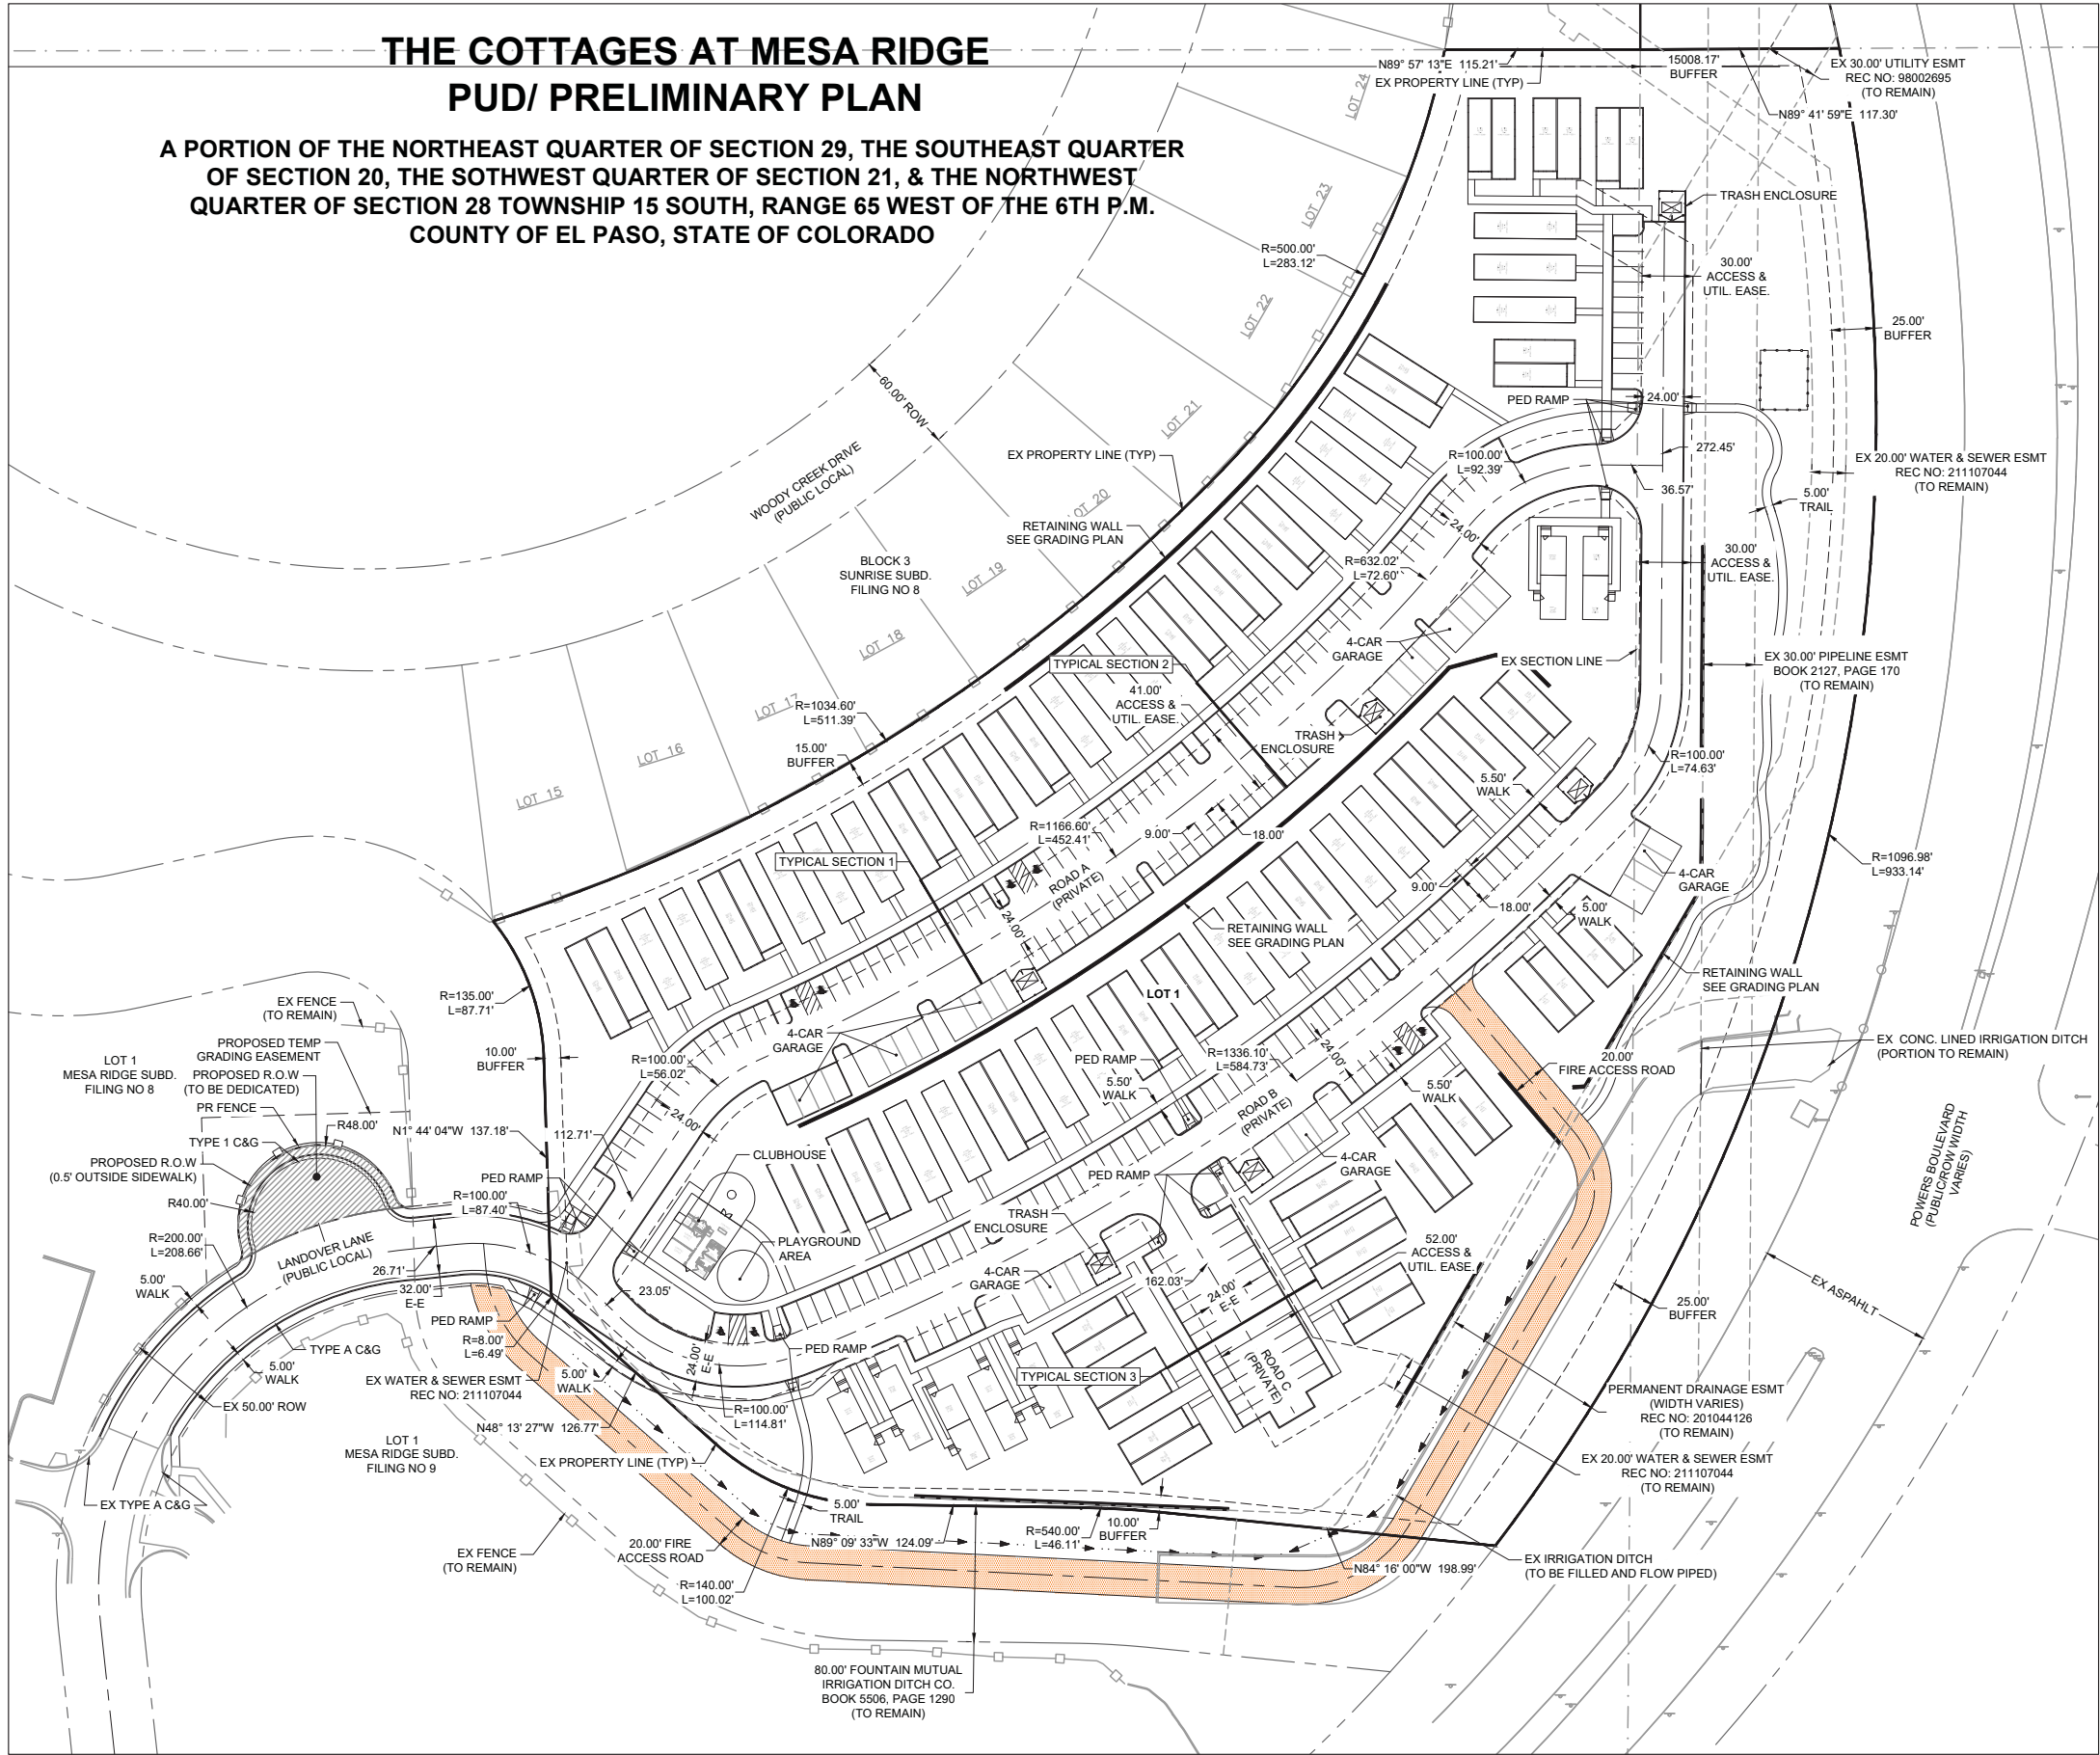 THE COTTAGES AT MESA RIDGE
PUD/ PRELIMINARY PLAN
A PORTION OF THE NORTHEAST QUARTER OF SECTION 29, THE SOUTHEAST QUARTER
OF SECTION 20, THE SOTHWEST QUARTER OF SECTION 21, & THE NORTHWEST
QUARTER OF SECTION 28 TOWNSHIP 15 SOUTH, RANGE 65 WEST OF THE 6TH P.M.
COUNTY OF EL PASO, STATE OF COLORADO
N89° 57' 13"E 115.21'
EX PROPERTY LINE (TYP)
15008.17'
BUFFER
EX 30.00' UTILITY ESMT
REC NO: 98002695
(TO REMAIN)
N89° 41' 59"E 117.30'
LOT 24
TRASH ENCLOSURE
LOT 23
R=500.00'
L=283.12'
30.00'
ACCESS &
UTIL. EASE.
LOT 22
25.00'
BUFFER
60.00' ROW
LOT 21
PED RAMP
24.00'
WOODY CREEK DRIVE
(PUBLIC LOCAL)
EX PROPERTY LINE (TYP)
R=100.00'
L=92.39'
272.45'
EX 20.00' WATER & SEWER ESMT
REC NO: 211107044
(TO REMAIN)
36.57'
5.00'
TRAIL
OT 20
RETAINING WALL
SEE GRADING PLAN
24.00'
BLOCK 3
SUNRISE SUBD.
FILING NO 8
LOT 19
R=632.02'
L=72.60'
30.00'
ACCESS &
UTIL. EASE.
LOT 18
4-CAR
GARAGE
TYPICAL SECTION 2
EX SECTION LINE
EX 30.00' PIPELINE ESMT
BOOK 2127, PAGE 170
(TO REMAIN)
41.00'
ACCESS &
UTIL. EASE.
LOT 17
R=1034.60'
L=511.39'
TRASH
ENCLOSURE
15.00'
BUFFER
LOT 16
R=100.00'
L=74.63'
5.50'
WALK
LOT 15
R=1166.60'
L=452.41'
9.00'
18.00'
TYPICAL SECTION 1
ROAD A
(PRIVATE)
R=1096.98'
L=933.14'
4-CAR
GARAGE
9.00'
18.00'
5.00'
WALK
24.00'
RETAINING WALL
SEE GRADING PLAN
RETAINING WALL
SEE GRADING PLAN
LOT 1
R=135.00'
L=87.71'
EX FENCE
(TO REMAIN)
PROPOSED TEMP
GRADING EASEMENT
4-CAR
GARAGE
EX CONC. LINED IRRIGATION DITCH
(PORTION TO REMAIN)
LOT 1
MESA RIDGE SUBD.
FILING NO 8
PROPOSED R.O.W
(TO BE DEDICATED)
10.00'
BUFFER
R=100.00'
L=56.02'
PED RAMP
R=1336.10'
L=584.73'
24.00'
20.00'
FIRE ACCESS ROAD
5.50'
WALK
5.50'
WALK
PR FENCE
R48.00'
24.00'
ROAD B
(PRIVATE)
POWERS BOULEVARD
(PUBLIC/ROW WIDTH
VARIES)
TYPE 1 C&G
N1° 44' 04"W 137.18'
112.71'
CLUBHOUSE
4-CAR
GARAGE
PROPOSED R.O.W
(0.5' OUTSIDE SIDEWALK)
PED RAMP
PED RAMP
R40.00'
R=100.00'
L=87.40'
TRASH
ENCLOSURE
R=200.00'
L=208.66'
LANDOVER LANE
(PUBLIC LOCAL)
PLAYGROUND
AREA
52.00'
ACCESS &
UTIL. EASE.
26.71'
5.00'
WALK
4-CAR
GARAGE
162.03'
24.00'
E-E
EX ASPAHLT
32.00'
E-E
23.05'
25.00'
BUFFER
PED RAMP
R=8.00'
L=6.49'
TYPE A C&G
PED RAMP
24.00'
E-E
5.00'
WALK
EX WATER & SEWER ESMT
REC NO: 211107044
5.00'
WALK
TYPICAL SECTION 3
ROAD C
(PRIVATE)
EX 50.00' ROW
PERMANENT DRAINAGE ESMT
(WIDTH VARIES)
REC NO: 201044126
(TO REMAIN)
R=100.00'
L=114.81'
N48° 13' 27"W 126.77'
LOT 1
MESA RIDGE SUBD.
FILING NO 9
EX PROPERTY LINE (TYP)
EX 20.00' WATER & SEWER ESMT
REC NO: 211107044
(TO REMAIN)
EX TYPE A C&G
5.00'
TRAIL
10.00'
BUFFER
R=540.00'
L=46.11'
N89° 09' 33"W 124.09'
20.00' FIRE
ACCESS ROAD
EX FENCE
(TO REMAIN)
N84° 16' 00"W 198.99'
EX IRRIGATION DITCH
(TO BE FILLED AND FLOW PIPED)
R=140.00'
L=100.02'
80.00' FOUNTAIN MUTUAL
IRRIGATION DITCH CO.
BOOK 5506, PAGE 1290
(TO REMAIN)